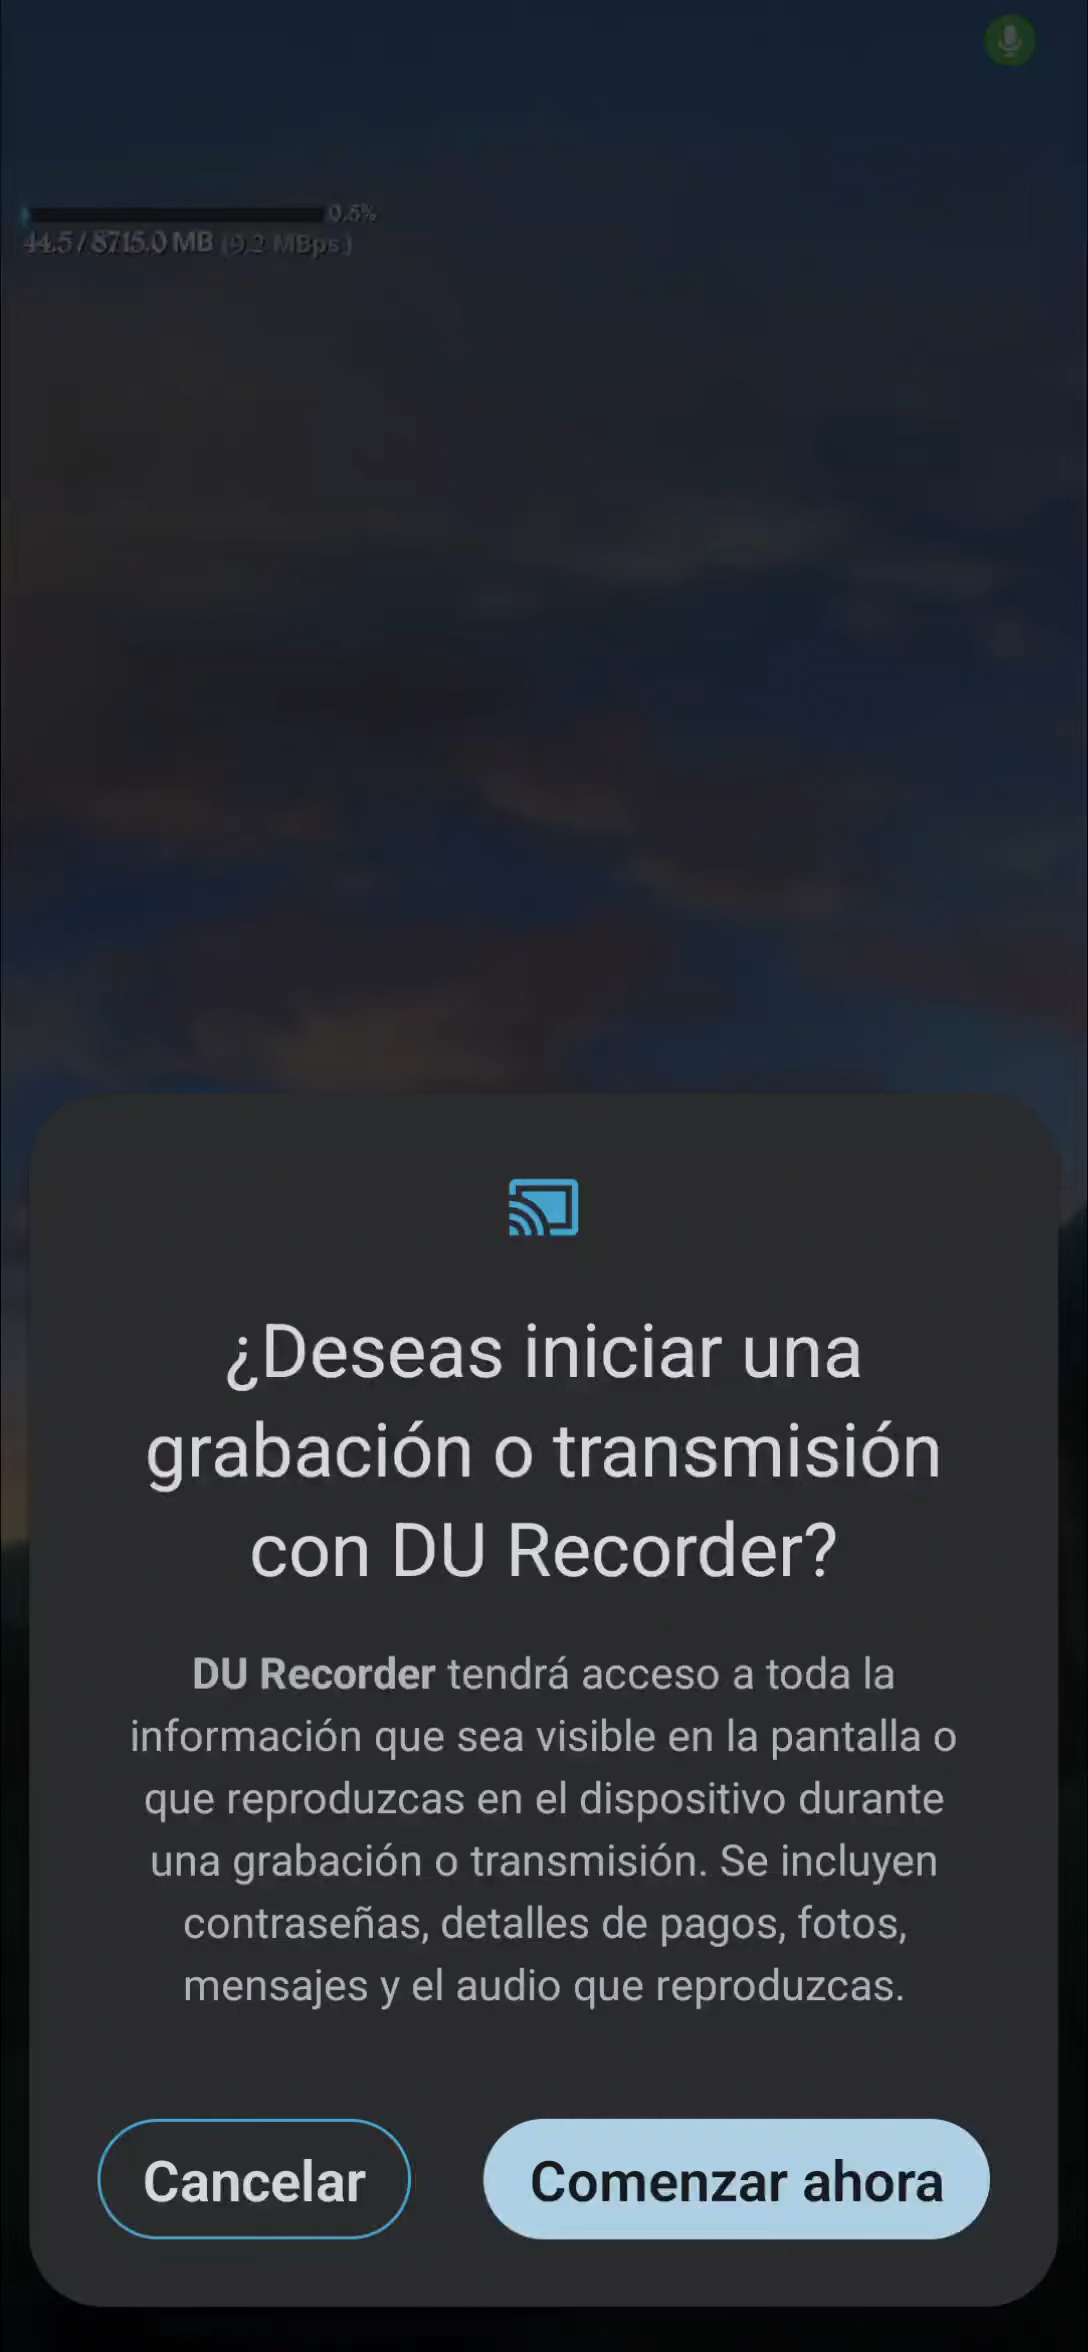 0.5%
44.5 / 8715.0 MB (9.2 MBps)
¿Deseas iniciar una
grabación o transmisión
con DU Recorder?
DU Recorder tendrá acceso a toda la
información que sea visible en la pantalla o
que reproduzcas en el dispositivo durante
una grabación o transmisión. Se incluyen
contraseñas, detalles de pagos, fotos,
mensajes y el audio que reproduzcas.
Cancelar
Comenzar ahora